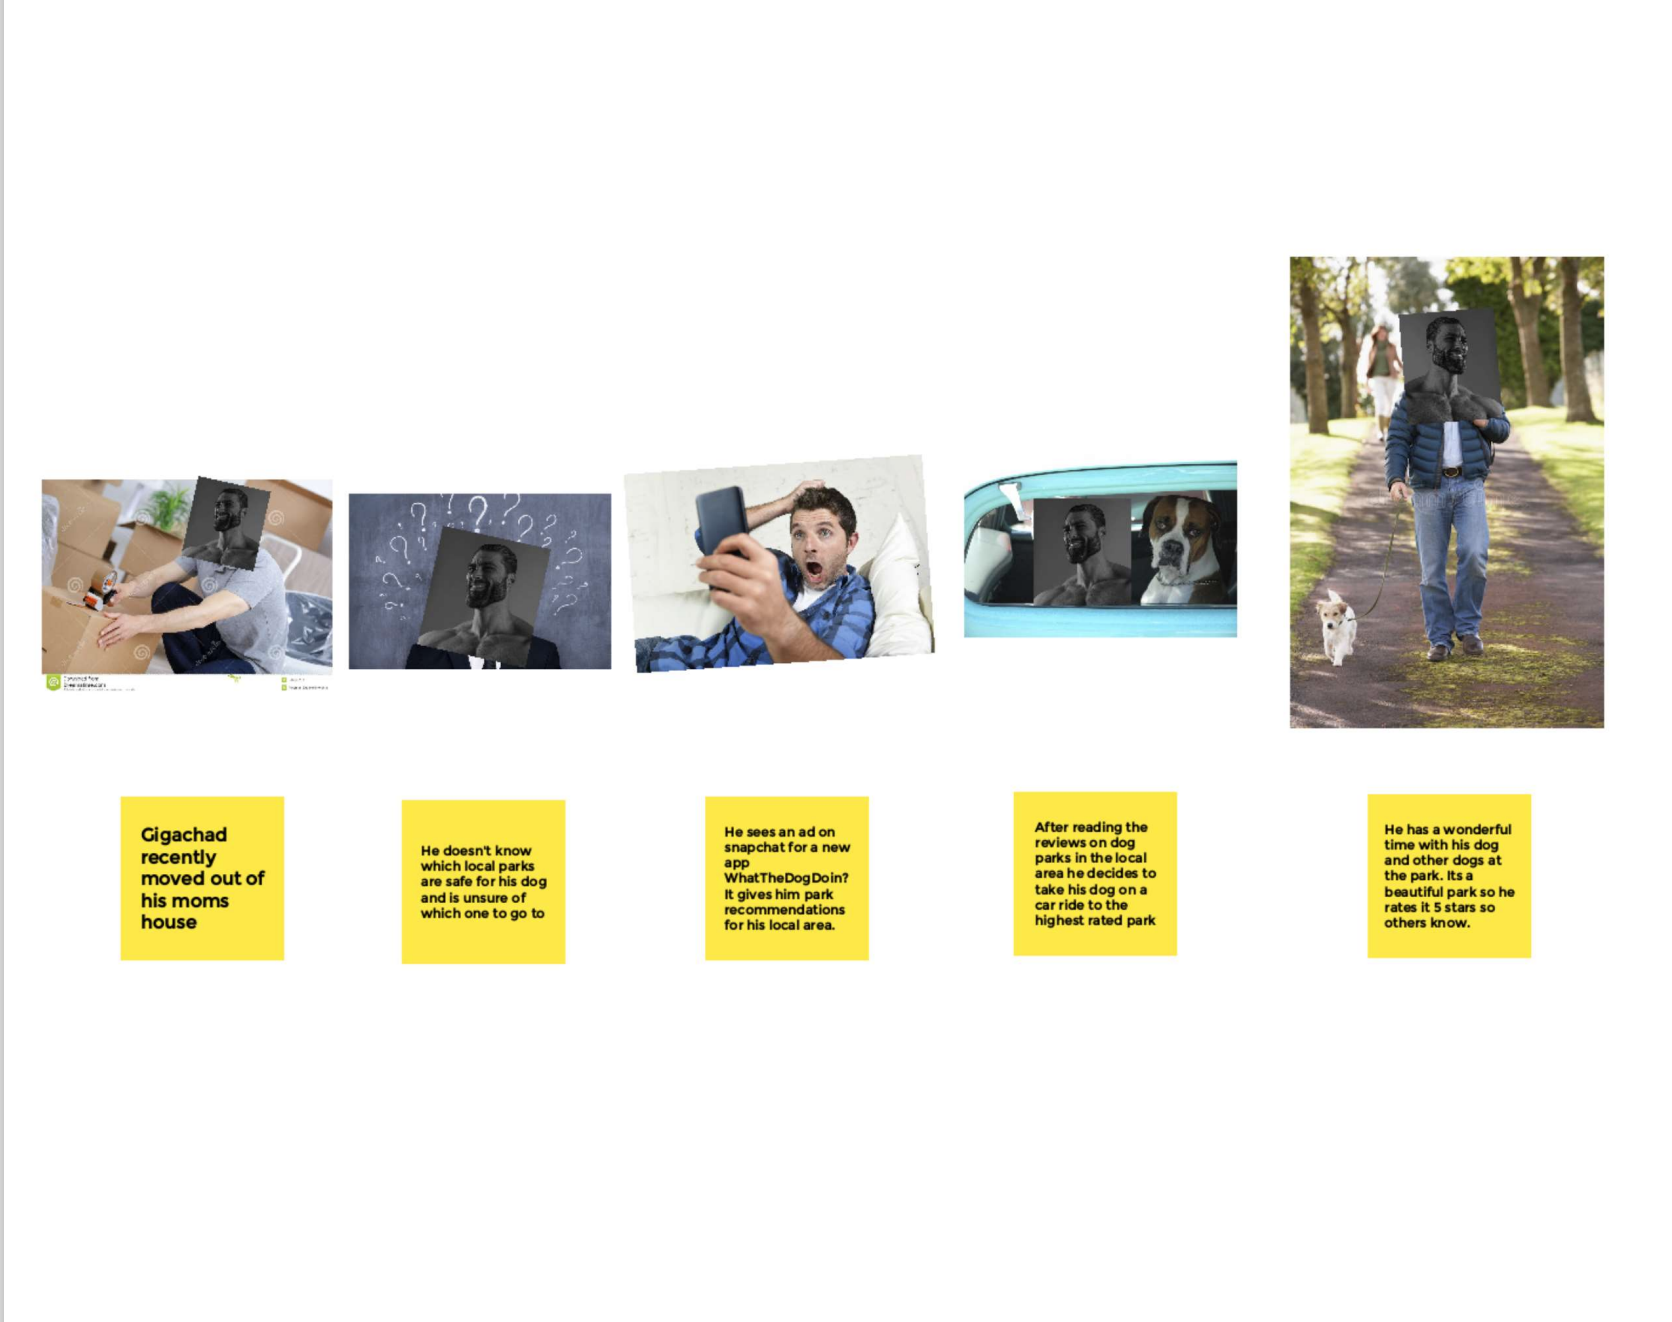 Gigachad
recently
moved out of
his moms
house
He doesn't know
which local parks
are safe for his dog
and is unsure of
which one to go to
He sees an ad on
snapchat for a new
app
WhatTheDogDoin?
It gives him park
recommendations
for his local area.
After reading the
reviews on dog
parks in the local
area he decides to
take his dog on a
car ride to the
highest rated park
He has a wonderful
time with his dog
and other dogs at
the park. Its a
beautiful park so he
rates it 5 stars so
others know.